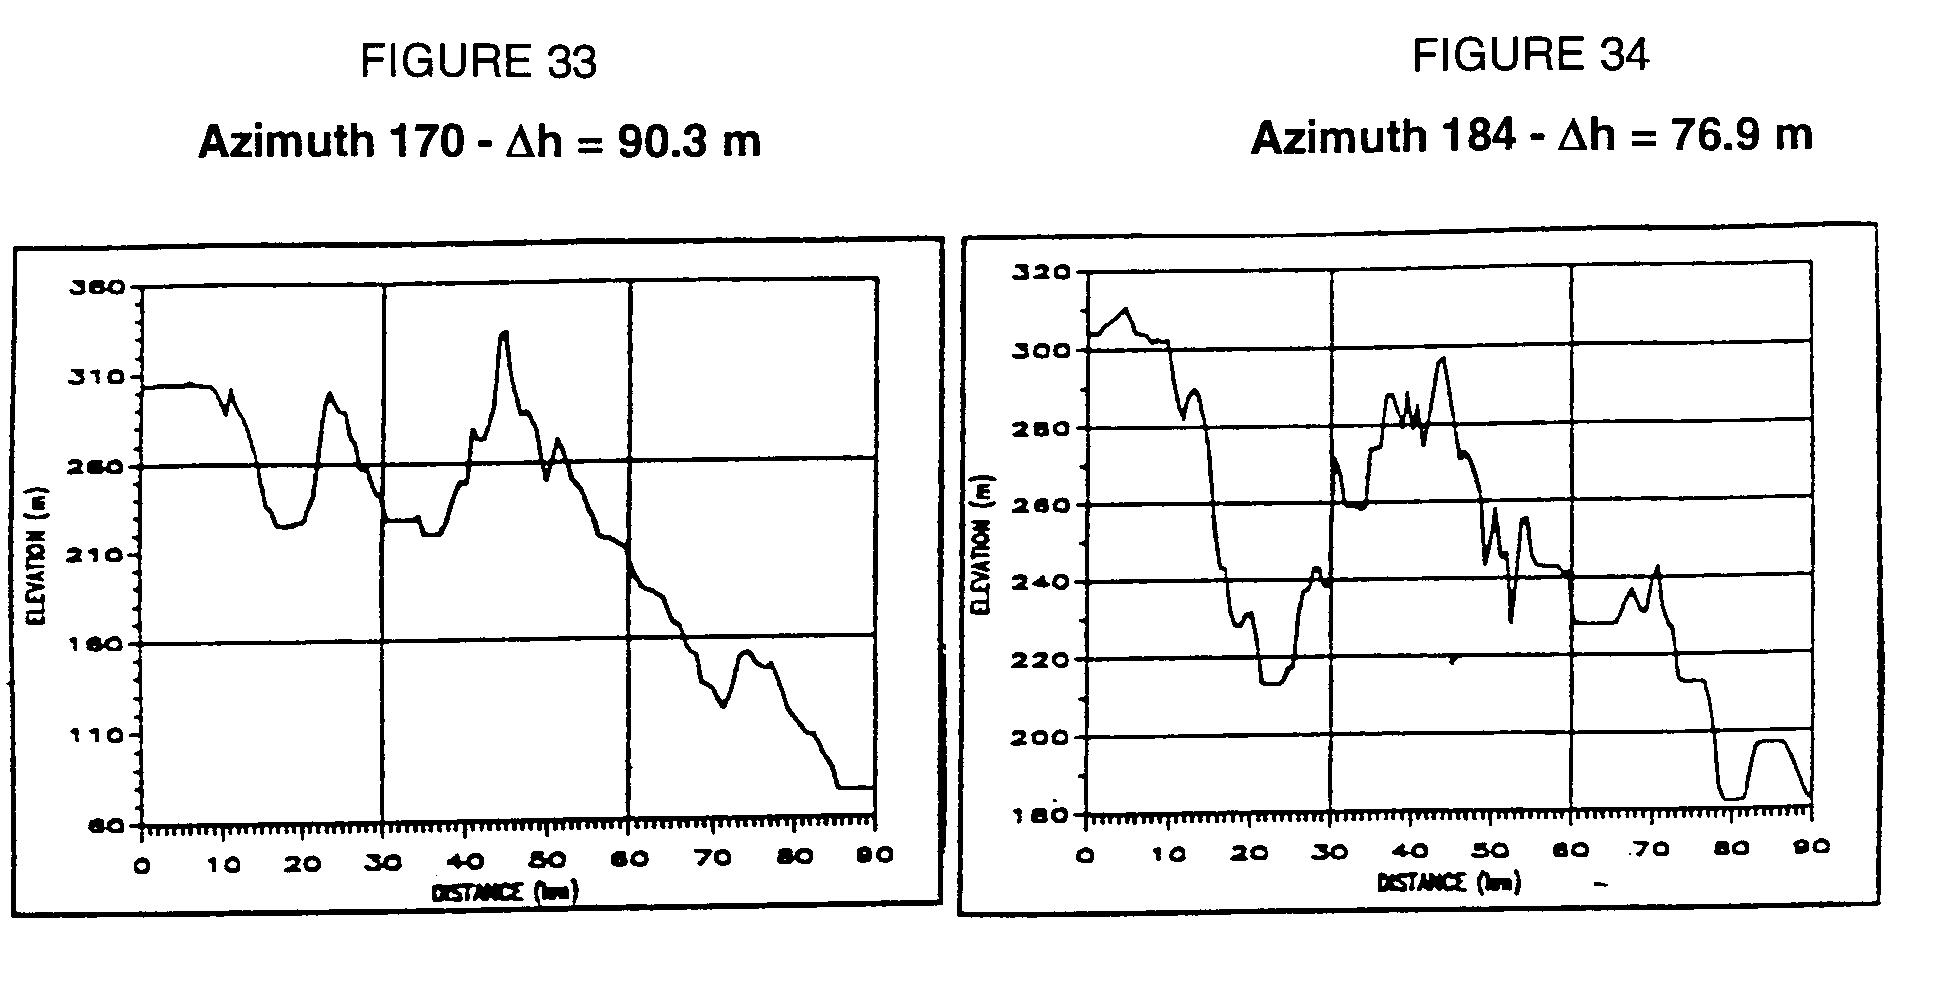 FIGURE 33
Azimuth 170 - Δh = 90.3 m
360
310
260
210
160
110
60
ELEVATION (m)
0 10 20 30 40 50 60 70 80 90
DISTANCE (km)
FIGURE 34
Azimuth 184 - Δh = 76.9 m
320
300
280
260
240
220
200
180
ELEVATION (m)
0 10 20 30 40 50 60 70 80 90
DISTANCE (km)